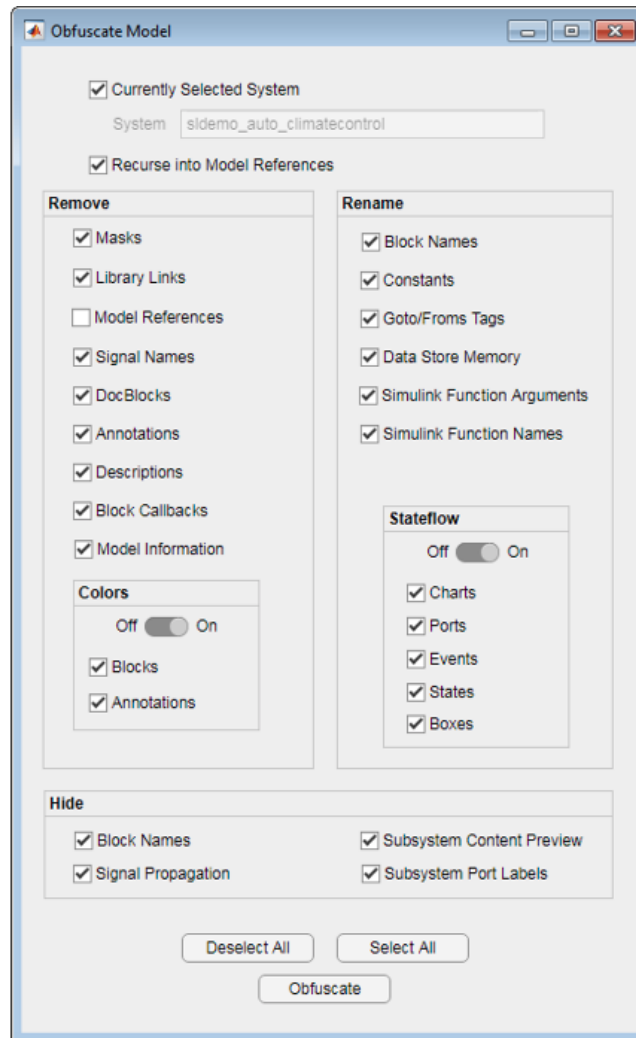 Obfuscate Model
Currently Selected System
System sldemo_auto_climatecontrol
Recurse into Model References
Remove
Masks
Library Links
Model References
Signal Names
DocBlocks
Annotations
Descriptions
Block Callbacks
Model Information
Colors
Off On
Blocks
Annotations
Rename
Block Names
Constants
Goto/Froms Tags
Data Store Memory
Simulink Function Arguments
Simulink Function Names
Stateflow
Off On
Charts
Ports
Events
States
Boxes
Hide
Block Names
Signal Propagation
Subsystem Content Preview
Subsystem Port Labels
Deselect All
Select All
Obfuscate